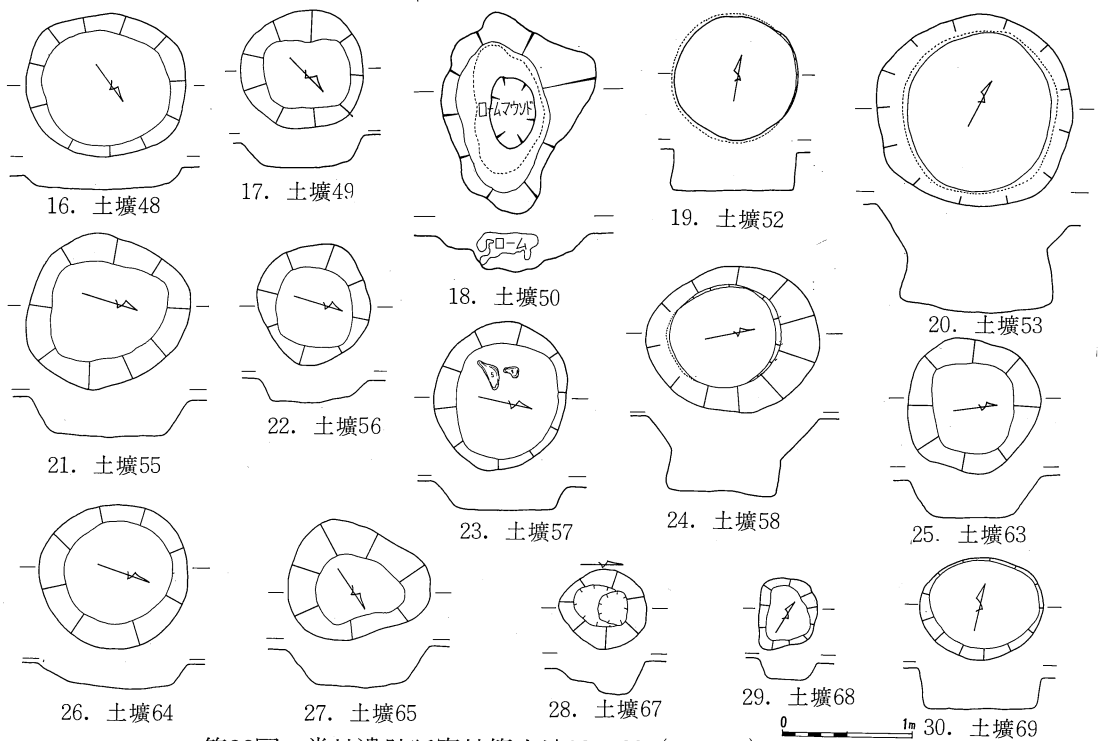 16. 土壙48
17. 土壙49
ロームマウンド
ローム
18. 土壙50
19. 土壙52
20. 土壙53
21. 土壙55
22. 土壙56
S
23. 土壙57
24. 土壙58
25. 土壙63
26. 土壙64
27. 土壙65
28. 土壙67
29. 土壙68
0 1m
30. 土壙69